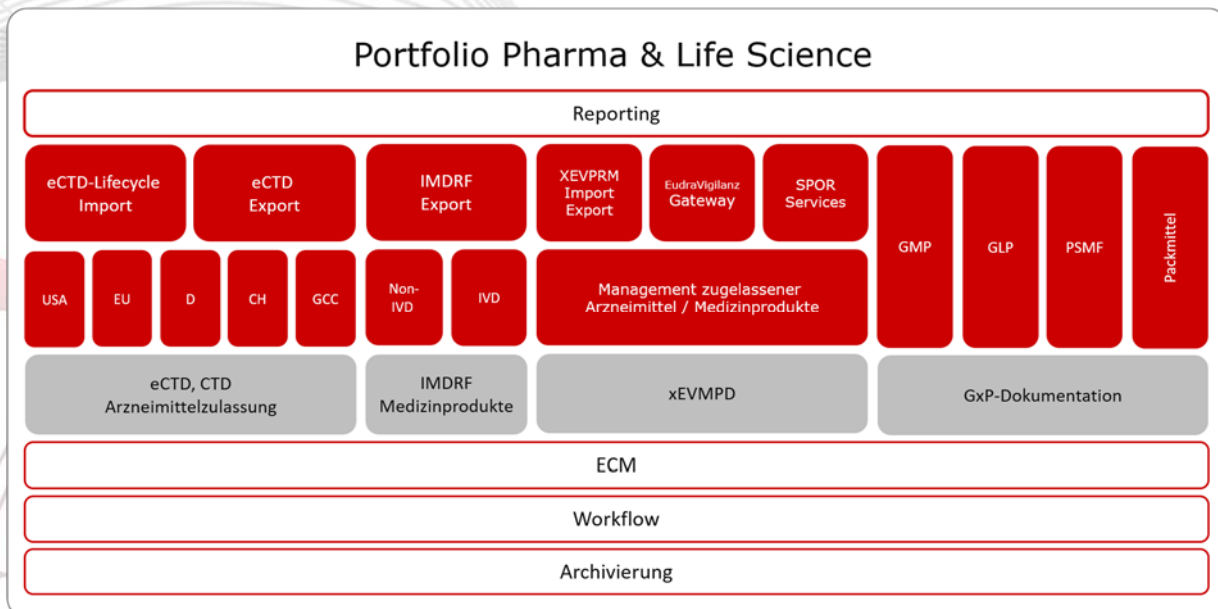 Portfolio Pharma & Life Science
Reporting
eCTD-Lifecycle
Import
eCTD
Export
IMDRF
Export
XEVPRM
Import
Export
EudraVigilanz
Gateway
SPOR
Services
GMP
GLP
PSMF
Packmittel
USA
EU
D
CH
GCC
Non-
IVD
IVD
Management zugelassener
Arzneimittel / Medizinprodukte
eCTD, CTD
Arzneimittelzulassung
IMDRF
Medizinprodukte
xEVMPD
GxP-Dokumentation
ECM
Workflow
Archivierung